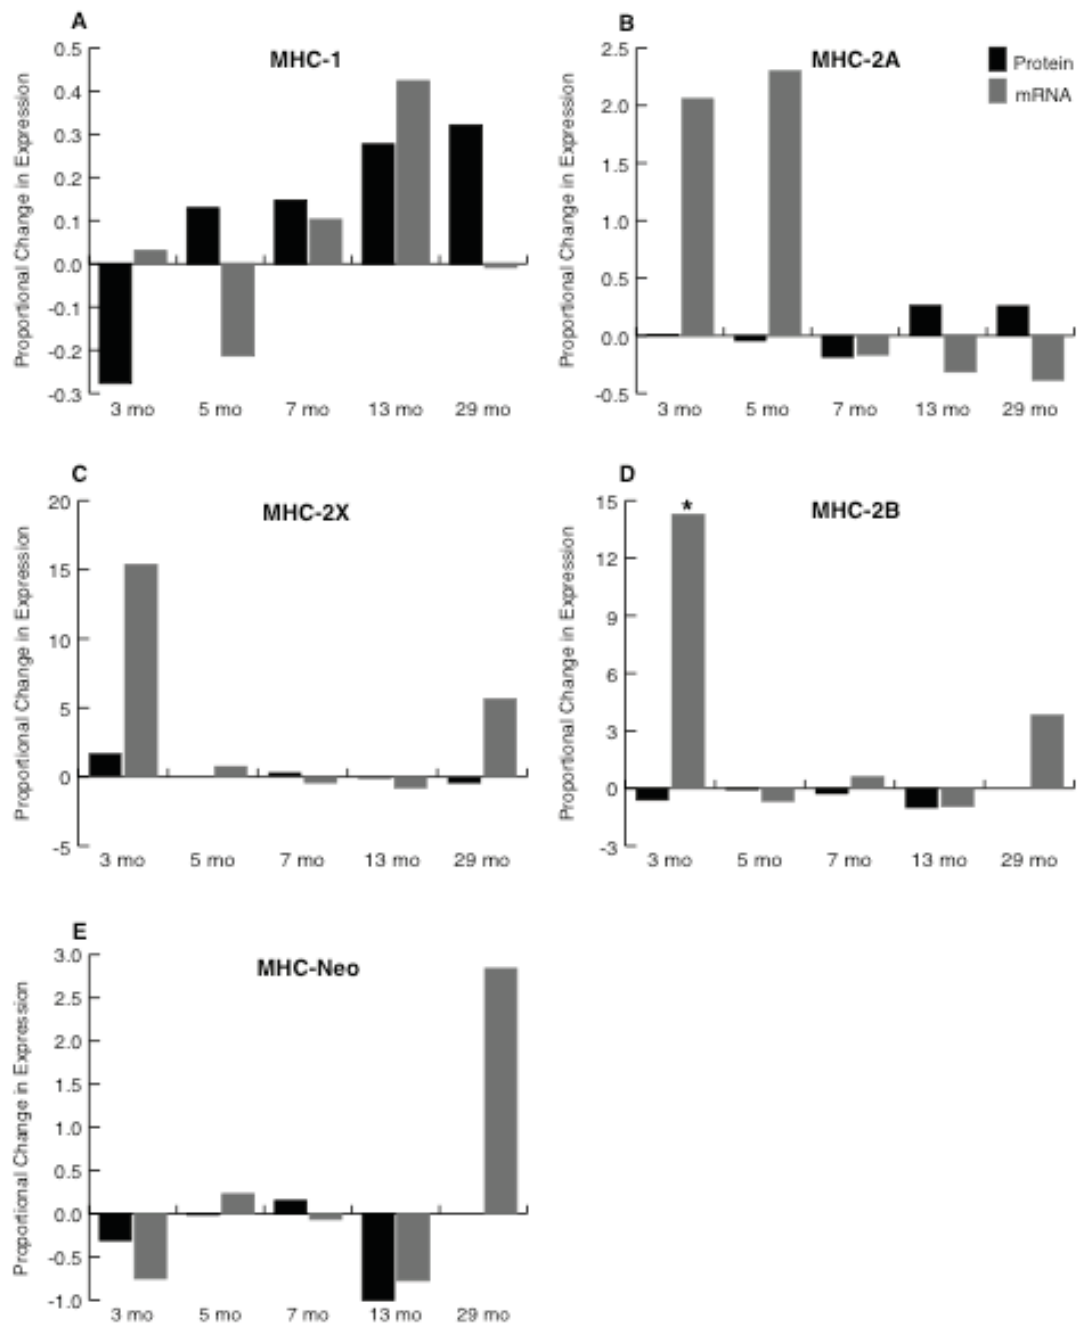 A
MHC-1
Proportional Change in Expression
0.5
0.4
0.3
0.2
0.1
0.0
-0.1
-0.2
-0.3
3 mo 5 mo 7 mo 13 mo 29 mo
B
MHC-2A
Protein
mRNA
Proportional Change in Expression
2.5
2.0
1.5
1.0
0.5
0.0
-0.5
3 mo 5 mo 7 mo 13 mo 29 mo
C
MHC-2X
Proportional Change in Expression
20
15
10
5
0
-5
3 mo 5 mo 7 mo 13 mo 29 mo
D
MHC-2B
*
Proportional Change in Expression
15
12
9
6
3
0
-3
3 mo 5 mo 7 mo 13 mo 29 mo
E
MHC-Neo
Proportional Change in Expression
3.0
2.5
2.0
1.5
1.0
0.5
0.0
-0.5
-1.0
3 mo 5 mo 7 mo 13 mo 29 mo